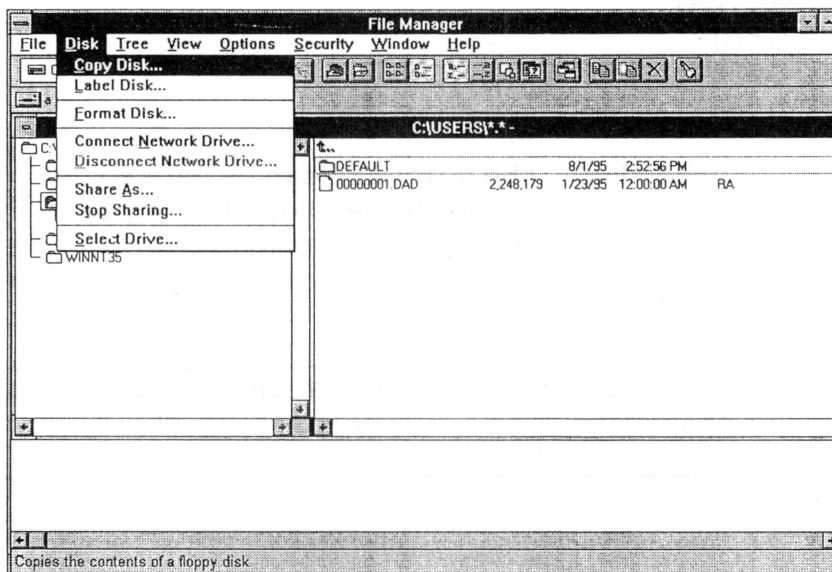 File Manager
File Disk Tree View Options Security Window Help
Copy Disk...
Label Disk...
Format Disk...
Connect Network Drive...
Disconnect Network Drive...
Share As...
Stop Sharing...
Select Drive...
a
C:\USERS\*.* -
C:\
WINNT35
DEFAULT 8/1/95 2:52:56 PM
00000001.DAD 2,248,179 1/23/95 12:00:00 AM RA
Copies the contents of a floppy disk